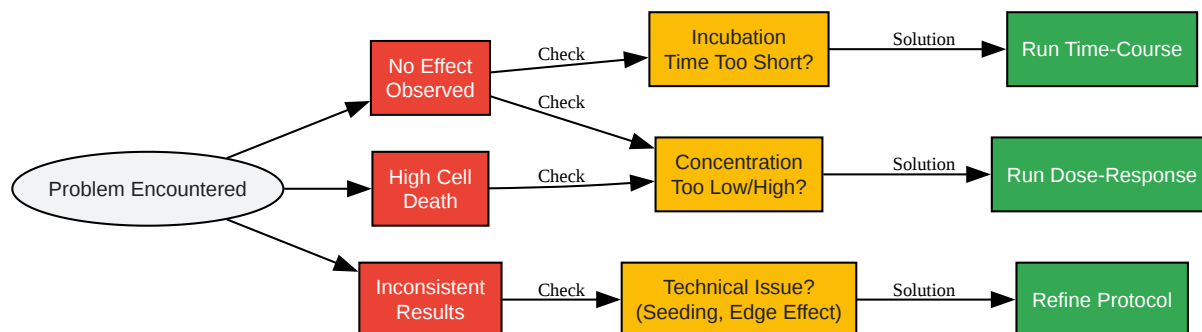 Problem Encountered
No Effect
Observed
Check
Incubation
Time Too Short?
Solution
Run Time-Course
Check
High Cell
Death
Check
Concentration
Too Low/High?
Solution
Run Dose-Response
Inconsistent
Results
Check
Technical Issue?
(Seeding, Edge Effect)
Solution
Refine Protocol